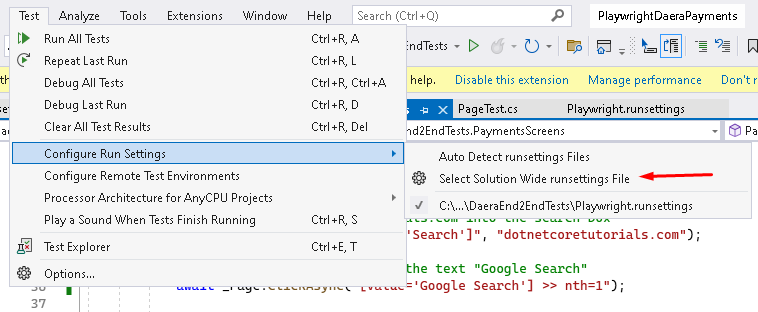 Test Analyze Tools Extensions Window Help Search (Ctrl+Q) PlaywrightDaeraPayments
Run All Tests Ctrl+R, A
EndTests
Repeat Last Run Ctrl+R, L
Debug All Tests Ctrl+R, Ctrl+A
help. Disable this extension Manage performance Don't r
Debug Last Run Ctrl+R, D
PageTest.cs Playwright.runsettings
Clear All Test Results Ctrl+R, Del
nd2EndTests.PaymentsScreens
Configure Run Settings
Auto Detect runsettings Files
Configure Remote Test Environments
Select Solution Wide runsettings File
Processor Architecture for AnyCPU Projects
C:\...\DaeraEnd2EndTests\Playwright.runsettings
Play a Sound When Tests Finish Running Ctrl+R, S
als.com into the search box
='Search']", "dotnetcoretutorials.com");
Test Explorer Ctrl+E, T
the text "Google Search"
Options...
36 await _Page.ClickAsync("[value='Google Search'] >> nth=1");
37